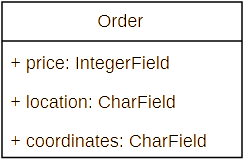 Order
+ price: IntegerField
+ location: CharField
+ coordinates: CharField